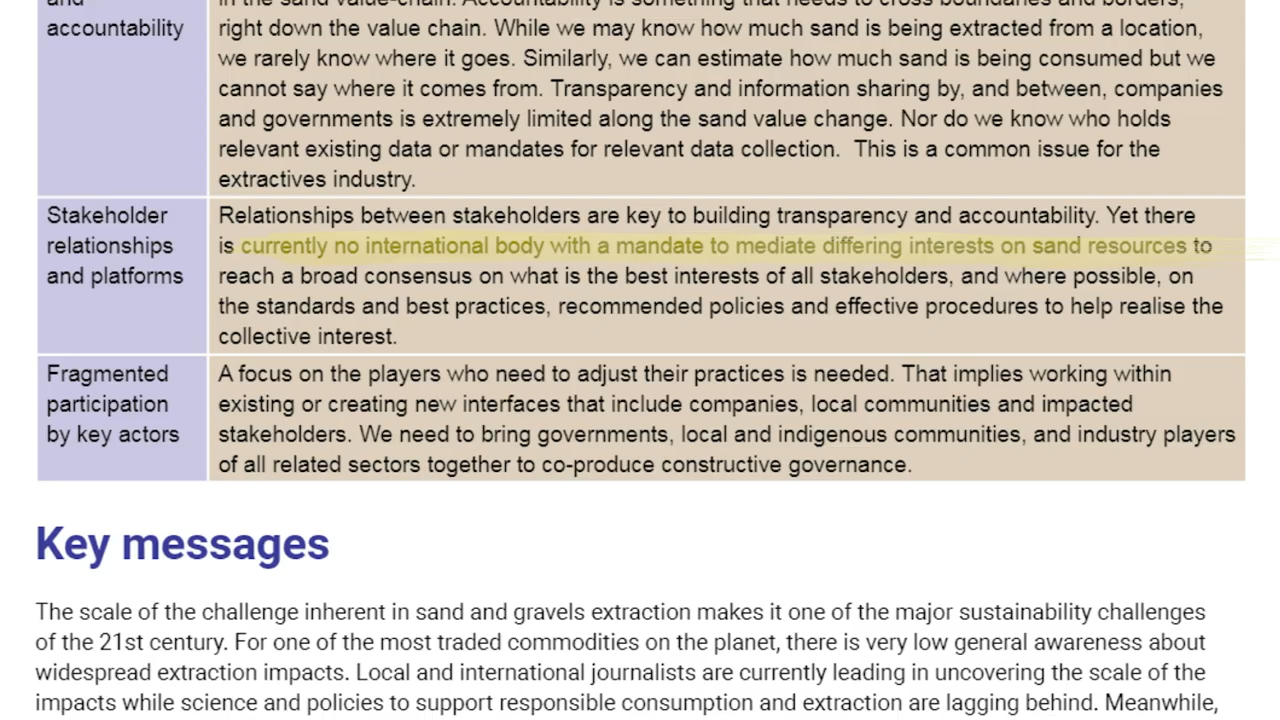 and
in the sand value-chain. Accountability is something that needs to cross boundaries and borders,
accountability
right down the value chain. While we may know how much sand is being extracted from a location,
we rarely know where it goes. Similarly, we can estimate how much sand is being consumed but we
cannot say where it comes from. Transparency and information sharing by, and between, companies
and governments is extremely limited along the sand value change. Nor do we know who holds
relevant existing data or mandates for relevant data collection.  This is a common issue for the
extractives industry.
Stakeholder
relationships
and platforms
Relationships between stakeholders are key to building transparency and accountability. Yet there
is currently no international body with a mandate to mediate differing interests on sand resources to
reach a broad consensus on what is the best interests of all stakeholders, and where possible, on
the standards and best practices, recommended policies and effective procedures to help realise the
collective interest.
Fragmented
participation
by key actors
A focus on the players who need to adjust their practices is needed. That implies working within
existing or creating new interfaces that include companies, local communities and impacted
stakeholders. We need to bring governments, local and indigenous communities, and industry players
of all related sectors together to co-produce constructive governance.
Key messages
The scale of the challenge inherent in sand and gravels extraction makes it one of the major sustainability challenges
of the 21st century. For one of the most traded commodities on the planet, there is very low general awareness about
widespread extraction impacts. Local and international journalists are currently leading in uncovering the scale of the
impacts while science and policies to support responsible consumption and extraction are lagging behind. Meanwhile,